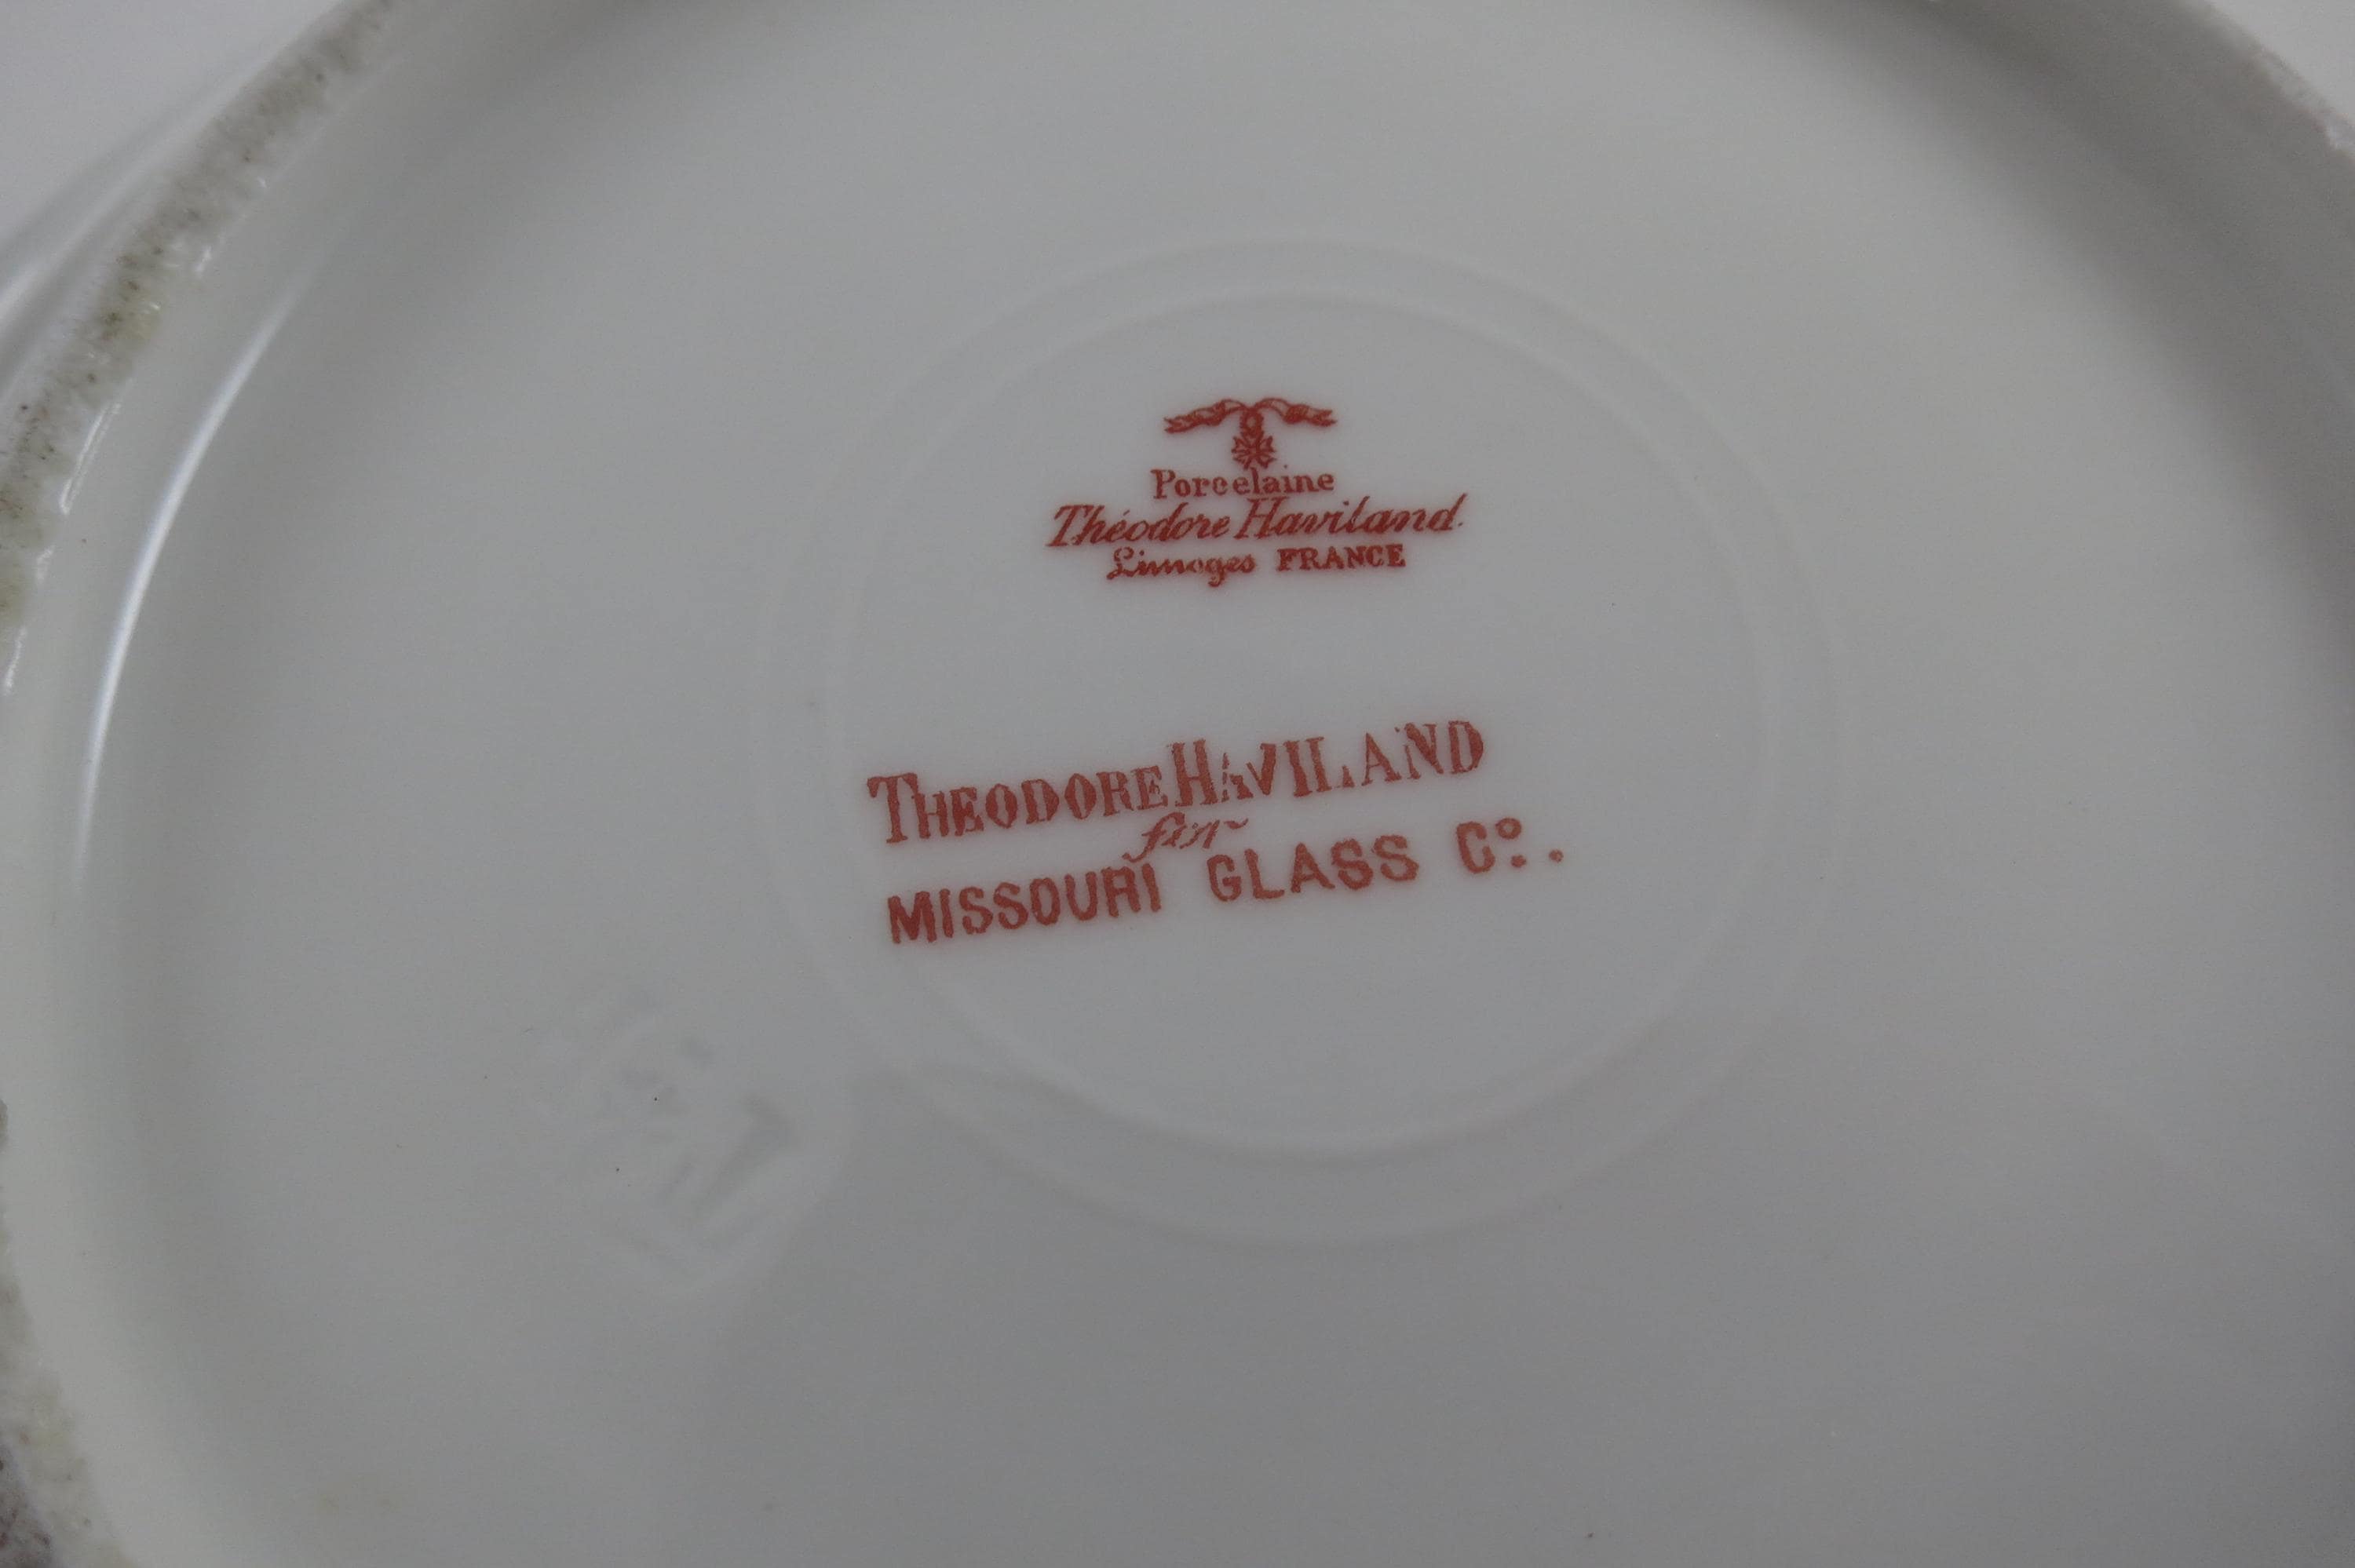 Porcelaine
Théodore Haviland.
Limoges FRANCE
THEODORE HAVILAND
for
MISSOURI GLASS Co.